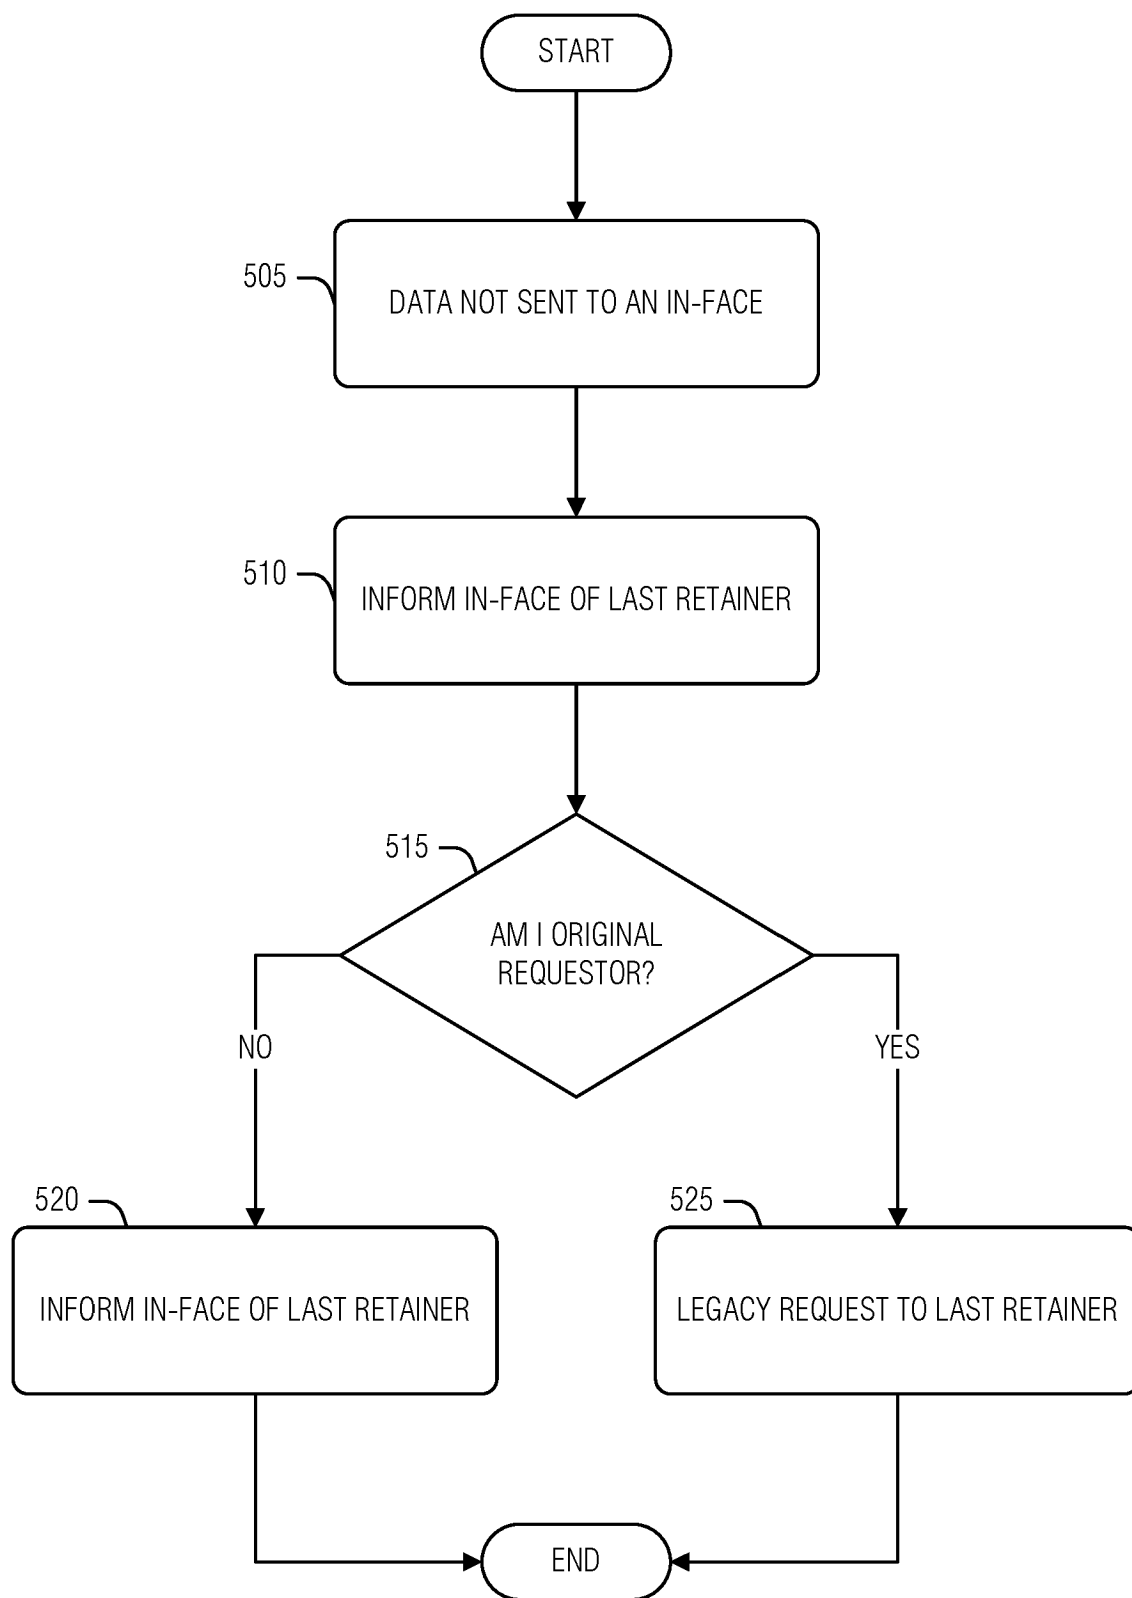 START
505
DATA NOT SENT TO AN IN-FACE
510
INFORM IN-FACE OF LAST RETAINER
515
AM I ORIGINAL
REQUESTOR?
NO
YES
520
INFORM IN-FACE OF LAST RETAINER
525
LEGACY REQUEST TO LAST RETAINER
END